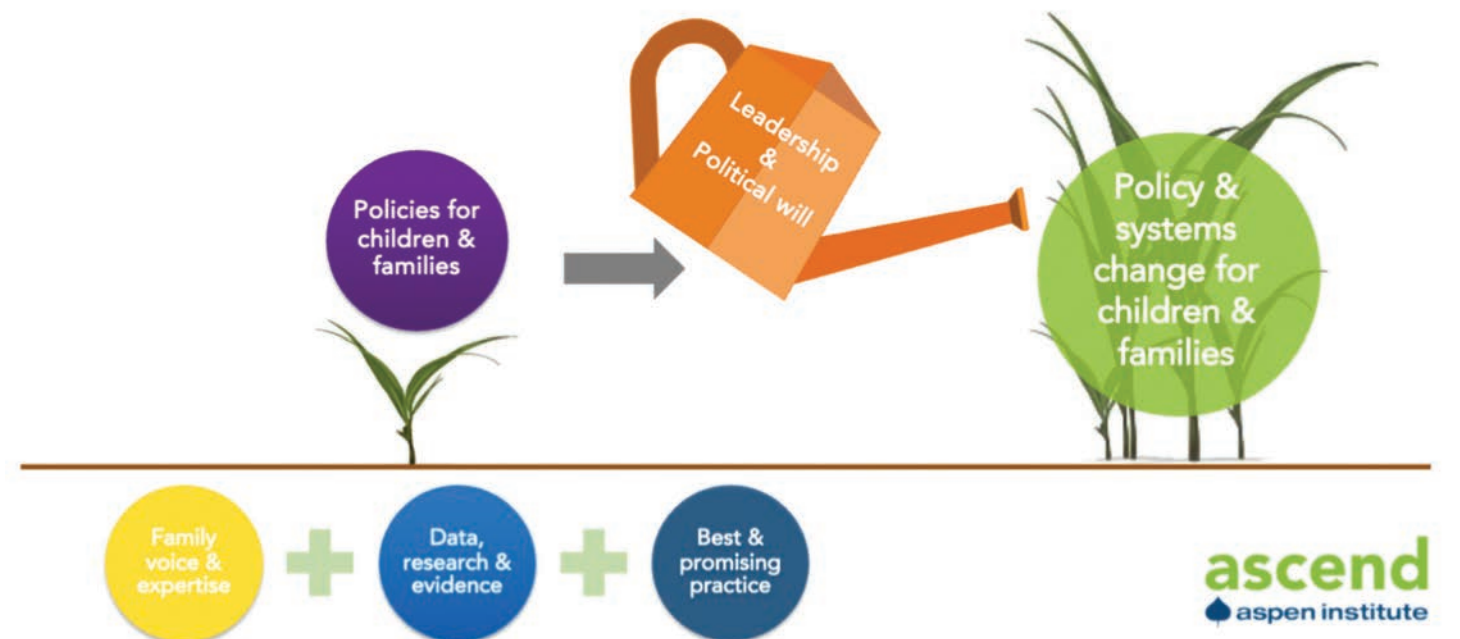 Leadership
&
Political will
Policies for
children &
families
Policy &
systems
change for
children &
families
Family
voice &
expertise
Data,
research &
evidence
Best &
promising
practice
ascend
aspen institute